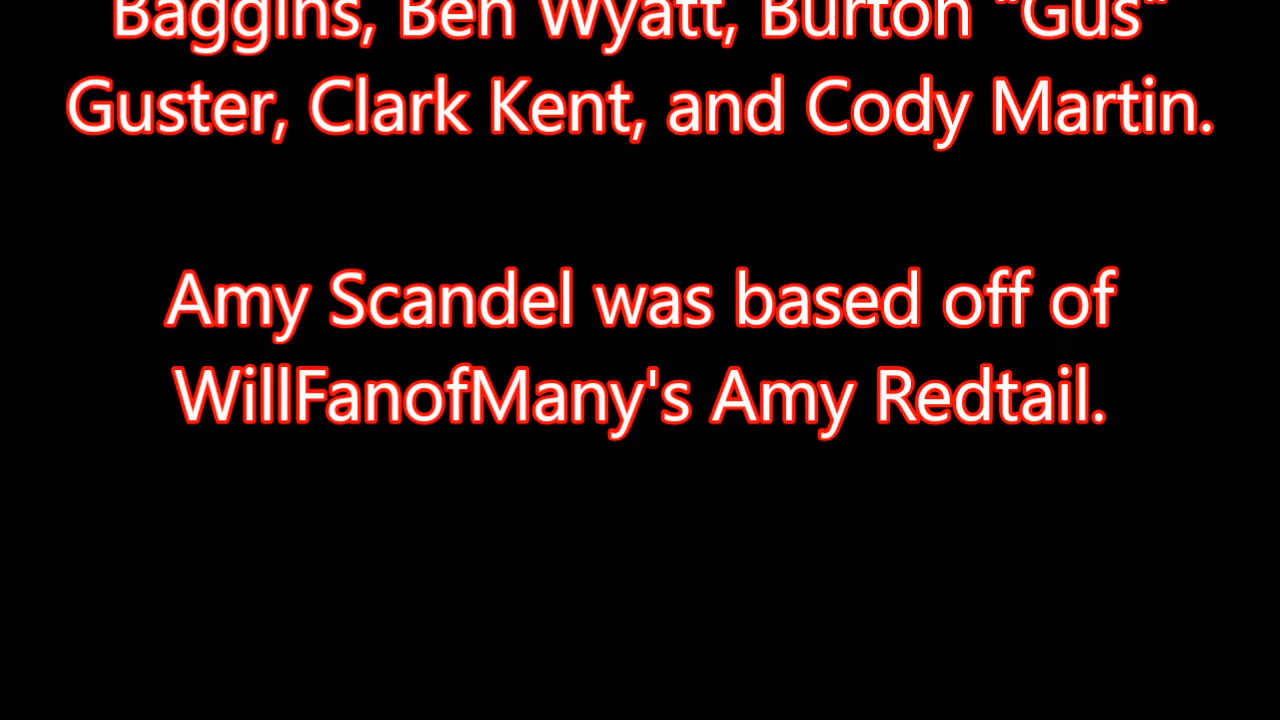 Baggins, Ben Wyatt, Burton "Gus"
Guster, Clark Kent, and Cody Martin.
Amy Scandel was based off of
WillFanofMany's Amy Redtail.